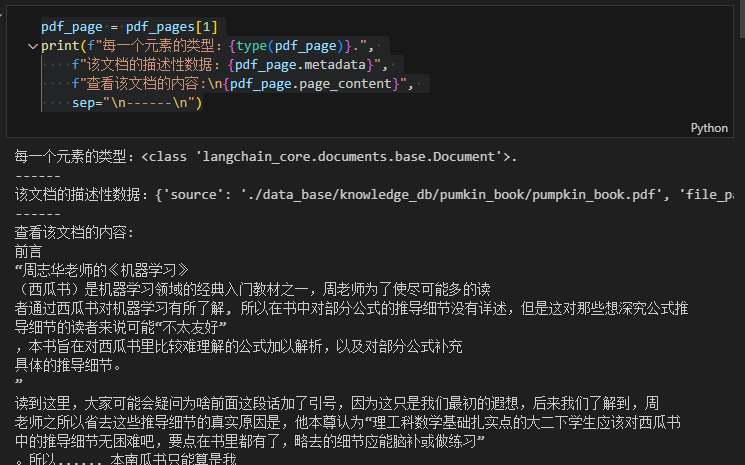 pdf_page = pdf_pages[1]
print(f"每一个元素的类型：{type(pdf_page)}.",
f"该文档的描述性数据：{pdf_page.metadata}",
f"查看该文档的内容:\n{pdf_page.page_content}",
sep="\n------\n")
Python
每一个元素的类型：<class 'langchain_core.documents.base.Document'>.
------
该文档的描述性数据：{'source': './data_base/knowledge_db/pumkin_book/pumpkin_book.pdf', 'file_pa
------
查看该文档的内容:
前言
“周志华老师的《机器学习》
（西瓜书）是机器学习领域的经典入门教材之一，周老师为了使尽可能多的读
者通过西瓜书对机器学习有所了解, 所以在书中对部分公式的推导细节没有详述，但是这对那些想深究公式推
导细节的读者来说可能“不太友好”
，本书旨在对西瓜书里比较难理解的公式加以解析，以及对部分公式补充
具体的推导细节。
”
读到这里，大家可能会疑问为啥前面这段话加了引号，因为这只是我们最初的遐想，后来我们了解到，周
老师之所以省去这些推导细节的真实原因是，他本尊认为“理工科数学基础扎实点的大二下学生应该对西瓜书
中的推导细节无困难吧，要点在书里都有了，略去的细节应能脑补或做练习”
。所以...... 本南瓜书只能算是我